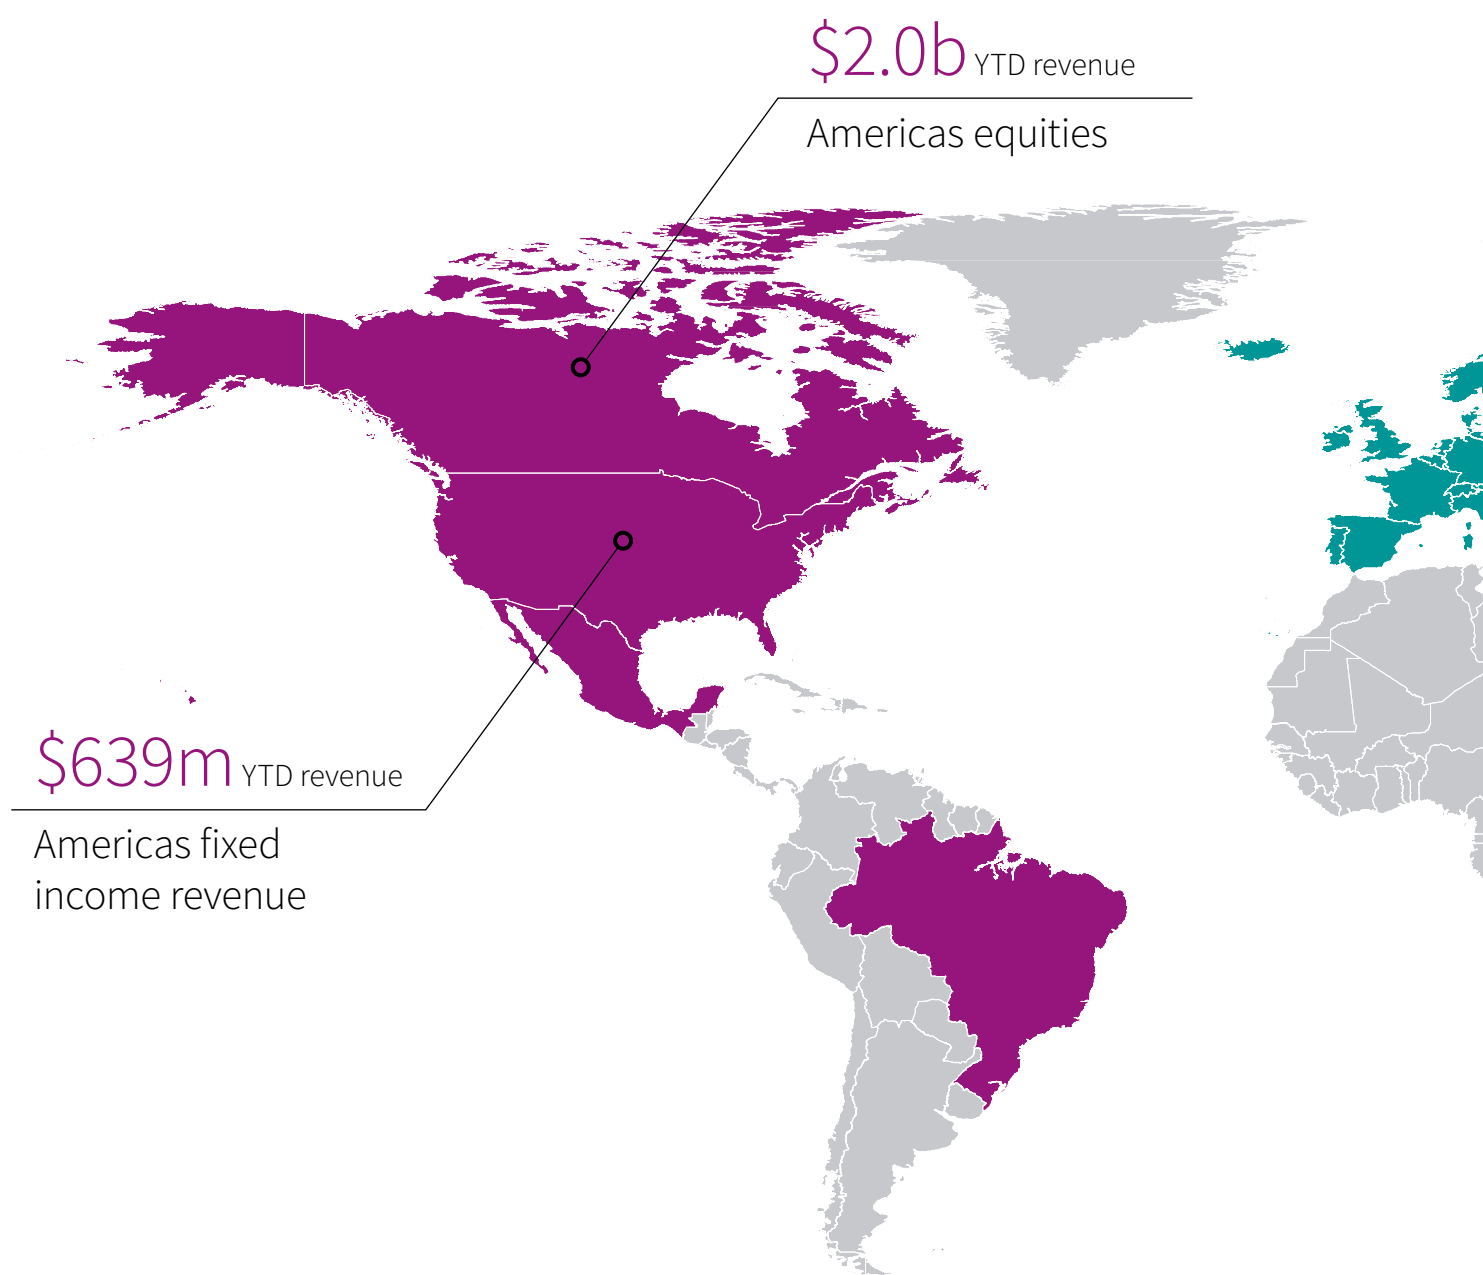 $2.0b YTD revenue
Americas equities
$639m YTD revenue
Americas fixed
income revenue